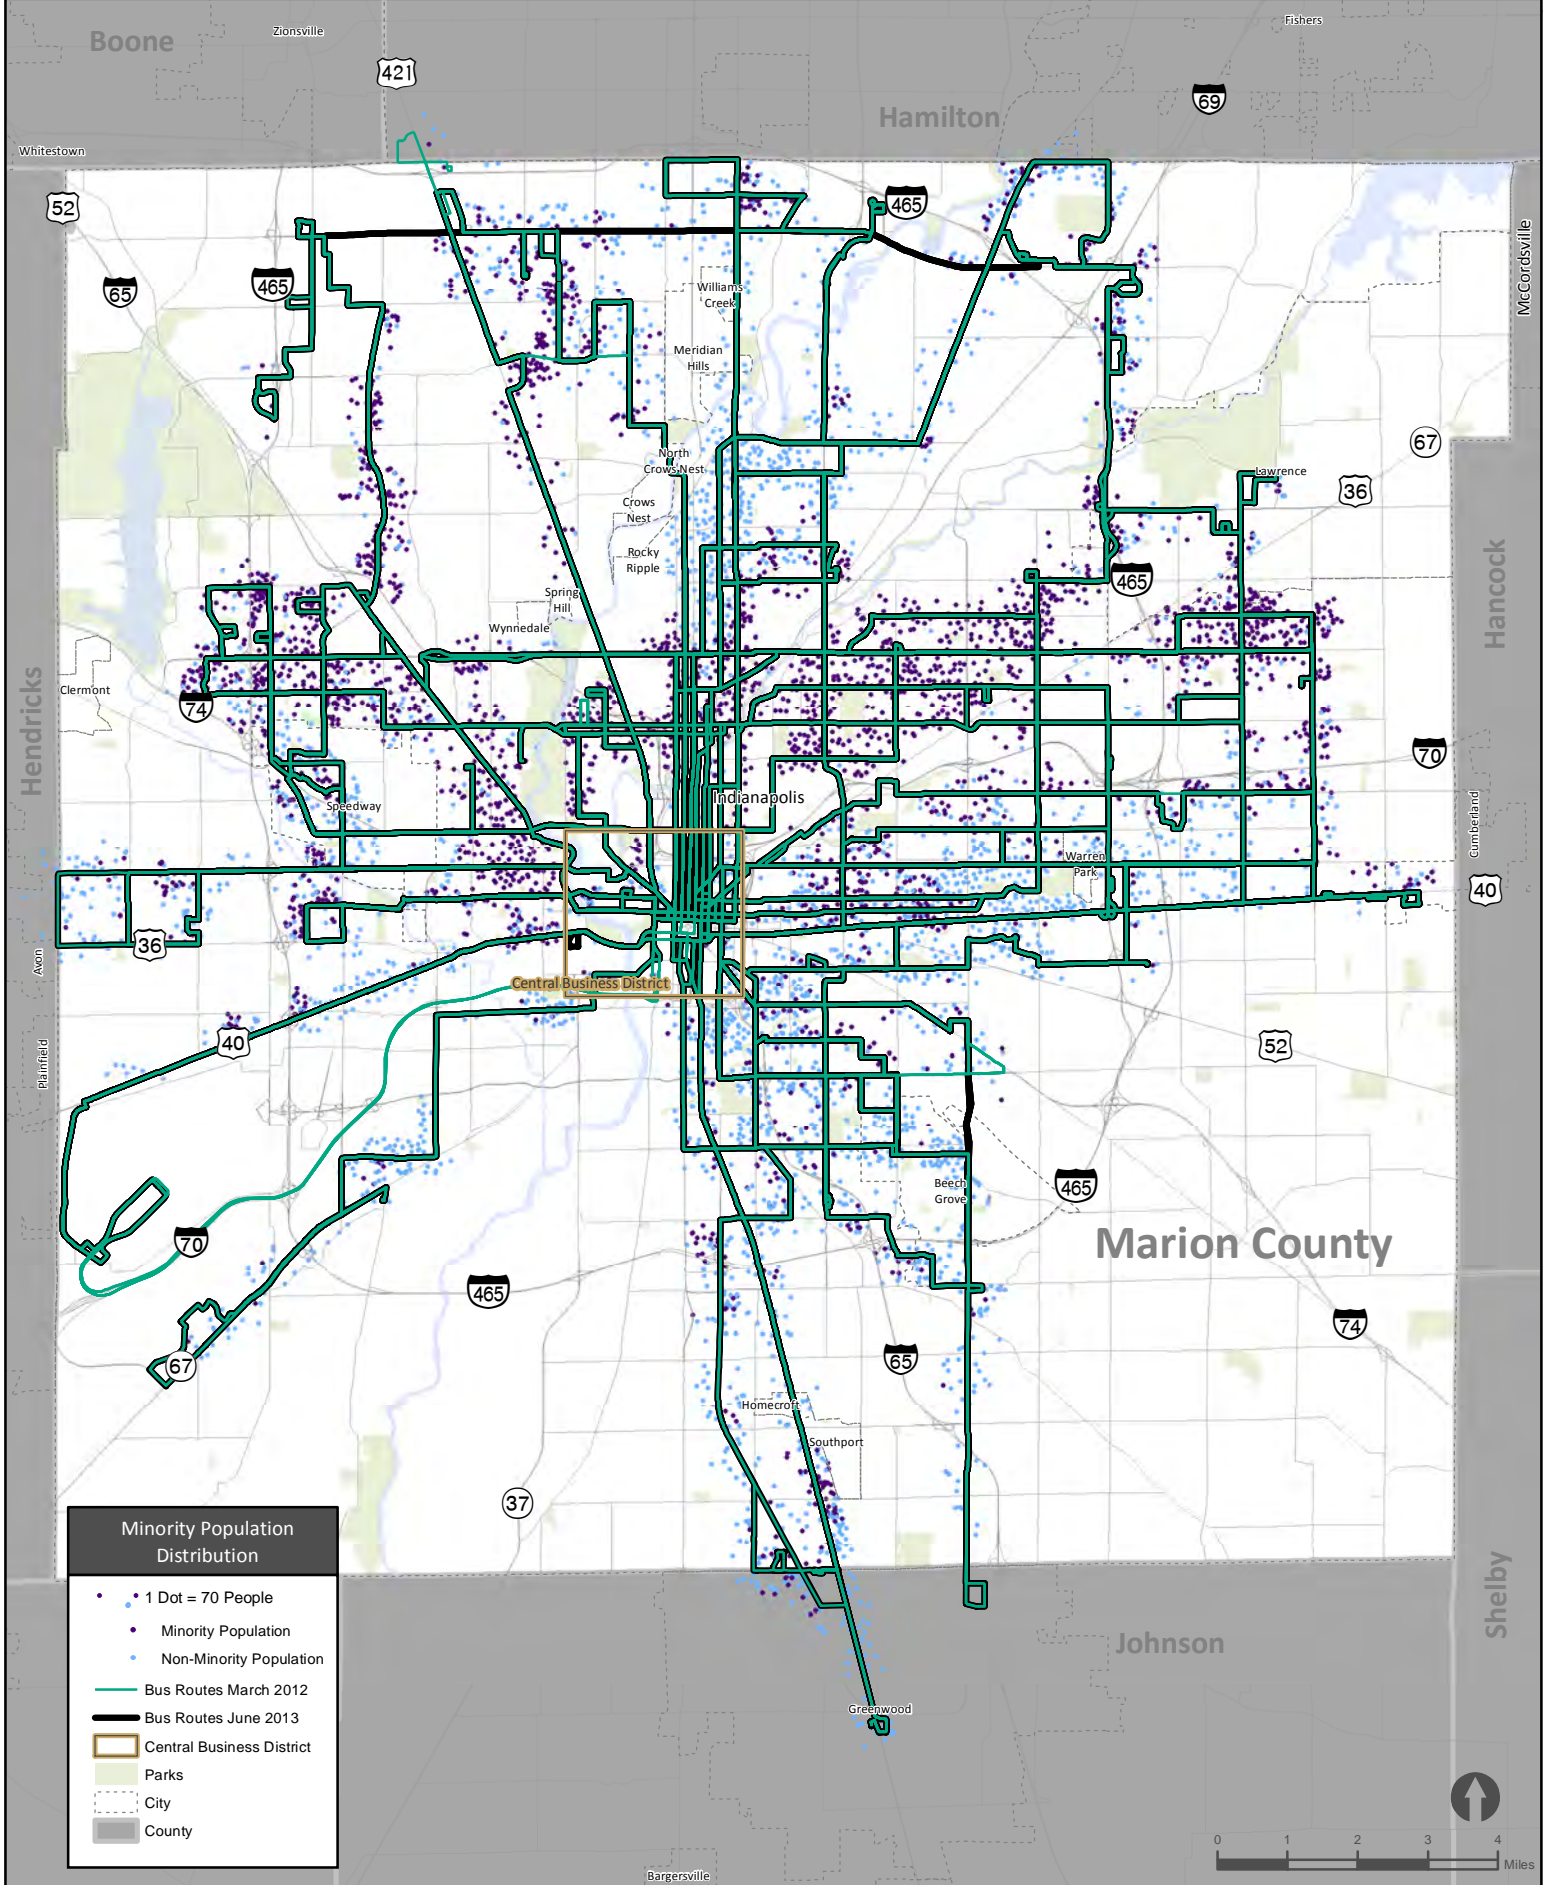 Boone
Zionsville
Fishers
421
69
Hamilton
Whitestown
52
465
McCordsville
65
465
Williams
Creek
Meridian
Hills
67
North
Crows Nest
Lawrence
36
Crows
Nest
Rocky
Ripple
465
Hancock
Spring
Hill
Wynnedale
Hendricks
Clermont
74
70
Indianapolis
Speedway
Cumberland
Warren
Park
40
36
Avon
Central Business District
40
52
Plainfield
Beech
Grove
465
Marion County
70
465
74
65
67
Homecroft
Southport
37
Minority Population
Distribution
1 Dot = 70 People
Minority Population
Non-Minority Population
Bus Routes March 2012
Bus Routes June 2013
Central Business District
Parks
City
County
Shelby
Johnson
Greenwood
0 1 2 3 4
Miles
Bargersville